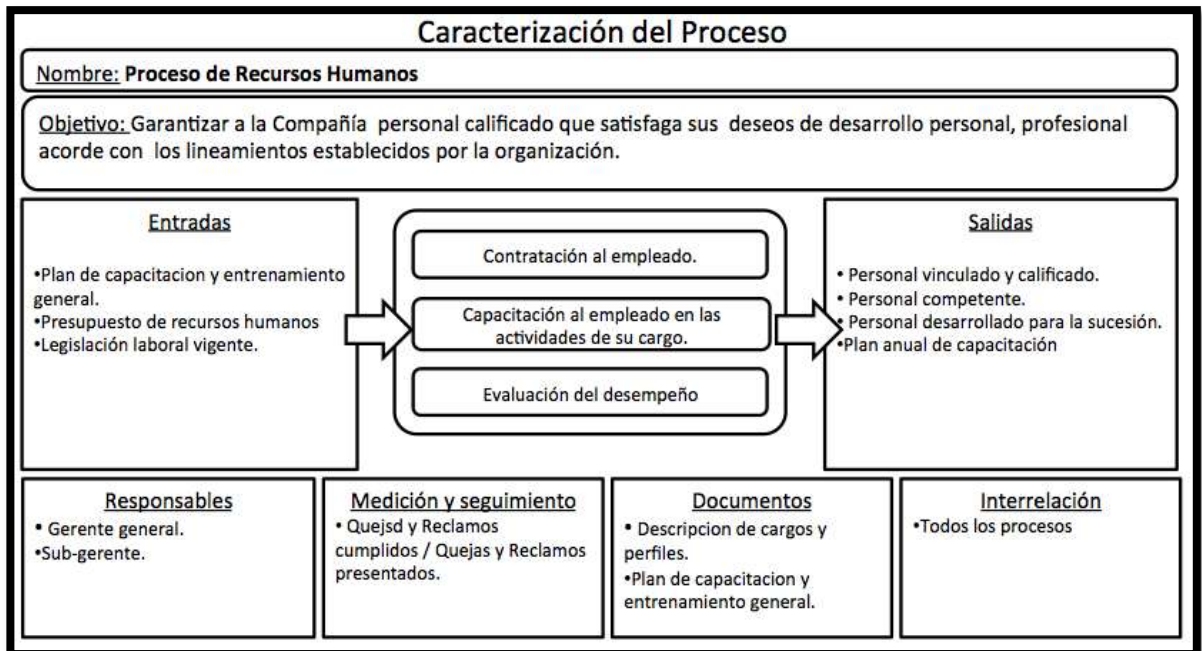 Caracterización del Proceso
Nombre: Proceso de Recursos Humanos
Objetivo: Garantizar a la Compañía personal calificado que satisfaga sus deseos de desarrollo personal, profesional
acorde con los lineamientos establecidos por la organización.
Entradas
•Plan de capacitacion y entrenamiento
general.
•Presupuesto de recursos humanos
•Legislación laboral vigente.
Contratación al empleado.
Capacitación al empleado en las
actividades de su cargo.
Evaluación del desempeño
Salidas
• Personal vinculado y calificado.
• Personal competente.
• Personal desarrollado para la sucesión.
•Plan anual de capacitación
Responsables
• Gerente general.
•Sub-gerente.
Medición y seguimiento
• Quejsd y Reclamos
cumplidos / Quejas y Reclamos
presentados.
Documentos
• Descripcion de cargos y
perfiles.
•Plan de capacitacion y
entrenamiento general.
Interrelación
•Todos los procesos